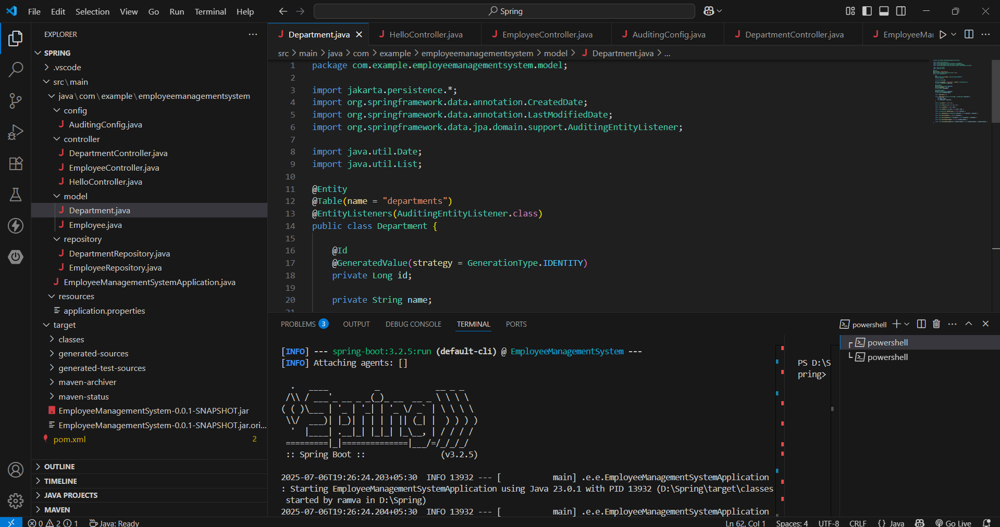 File Edit Selection View Go Run Terminal Help
Spring
EXPLORER
SPRING
.vscode
src\main
java\com\example\employeemanagementsystem
config
AuditingConfig.java
controller
DepartmentController.java
EmployeeController.java
HelloController.java
model
Department.java
Employee.java
repository
DepartmentRepository.java
EmployeeRepository.java
EmployeeManagementSystemApplication.java
resources
application.properties
target
classes
generated-sources
generated-test-sources
maven-archiver
maven-status
EmployeeManagementSystem-0.0.1-SNAPSHOT.jar
EmployeeManagementSystem-0.0.1-SNAPSHOT.jar.ori...
pom.xml 2
OUTLINE
TIMELINE
JAVA PROJECTS
MAVEN
Department.java HelloController.java EmployeeController.java AuditingConfig.java DepartmentController.java EmployeeMa
src > main > java > com > example > employeemanagementsystem > model > Department.java > ...
1 package com.example.employeemanagementsystem.model;
2
3 import jakarta.persistence.*;
4 import org.springframework.data.annotation.CreatedDate;
5 import org.springframework.data.annotation.LastModifiedDate;
6 import org.springframework.data.jpa.domain.support.AuditingEntityListener;
7
8 import java.util.Date;
9 import java.util.List;
10
11 @Entity
12 @Table(name = "departments")
13 @EntityListeners(AuditingEntityListener.class)
14 public class Department {
15
16 @Id
17 @GeneratedValue(strategy = GenerationType.IDENTITY)
18 private Long id;
19
20 private String name;
21
PROBLEMS 3 OUTPUT DEBUG CONSOLE TERMINAL PORTS
powershell
[INFO] --- spring-boot:3.2.5:run (default-cli) @ EmployeeManagementSystem ---
[INFO] Attaching agents: []
:: Spring Boot :: (v3.2.5)
2025-07-06T19:26:24.203+05:30 INFO 13932 --- [ main] .e.e.EmployeeManagementSystemApplication
: Starting EmployeeManagementSystemApplication using Java 23.0.1 with PID 13932 (D:\Spring\target\classes
started by ramva in D:\Spring)
2025-07-06T19:26:24.204+05:30 INFO 13932 --- [ main] .e.e.EmployeeManagementSystemApplication
PS D:\S
pring>
powershell
powershell
0 2 1 Java: Ready
Ln 62, Col 1 Spaces: 4 UTF-8 CRLF {} Java Go Live